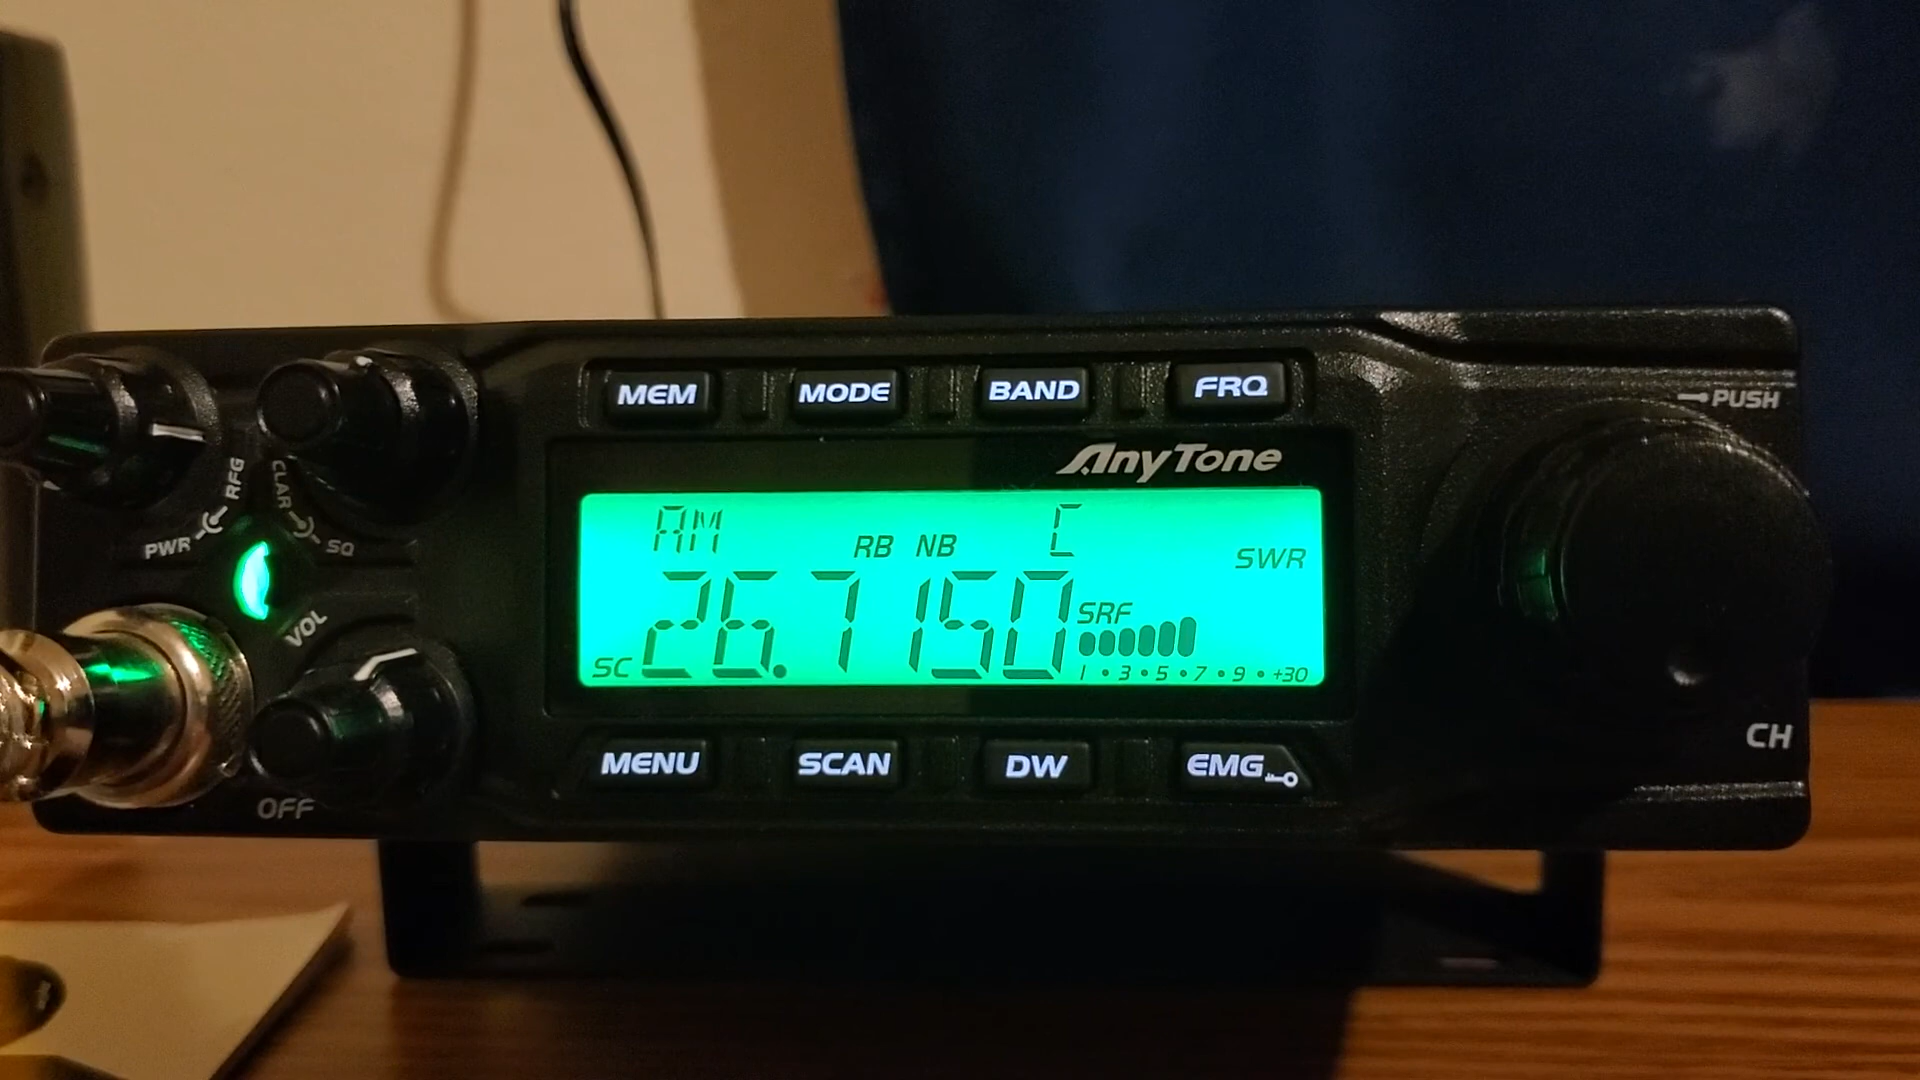 MEM MODE BAND FRQ
PUSH
AnyTone
RFG CLAR
PWR SQ
AM RB NB C SWR
26.7150 SRF
SC 1 • 3 • 5 • 7 • 9 • +30
VOL
OFF
MENU SCAN DW EMG
CH